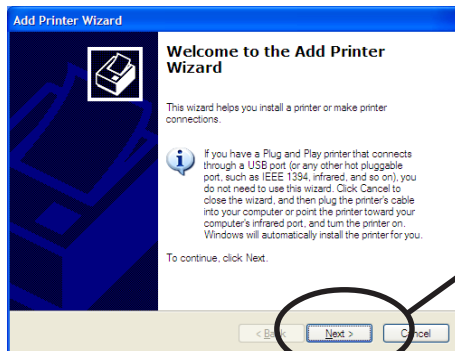 Add Printer Wizard
Welcome to the Add Printer
Wizard
This wizard helps you install a printer or make printer
connections.
If you have a Plug and Play printer that connects
through a USB port (or any other hot pluggable
port, such as IEEE 1394, infrared, and so on), you
do not need to use this wizard. Click Cancel to
close the wizard, and then plug the printer's cable
into your computer or point the printer toward your
computer's infrared port, and turn the printer on.
Windows will automatically install the printer for you.
To continue, click Next.
< Back Next > Cancel